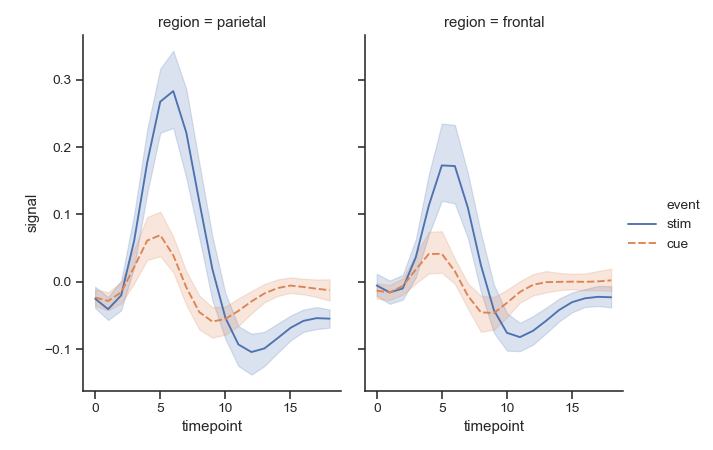 region = parietal
region = frontal
0.3
0.2
0.1
0.0
−0.1
signal
0 5 10 15
0 5 10 15
timepoint
timepoint
event
stim
cue